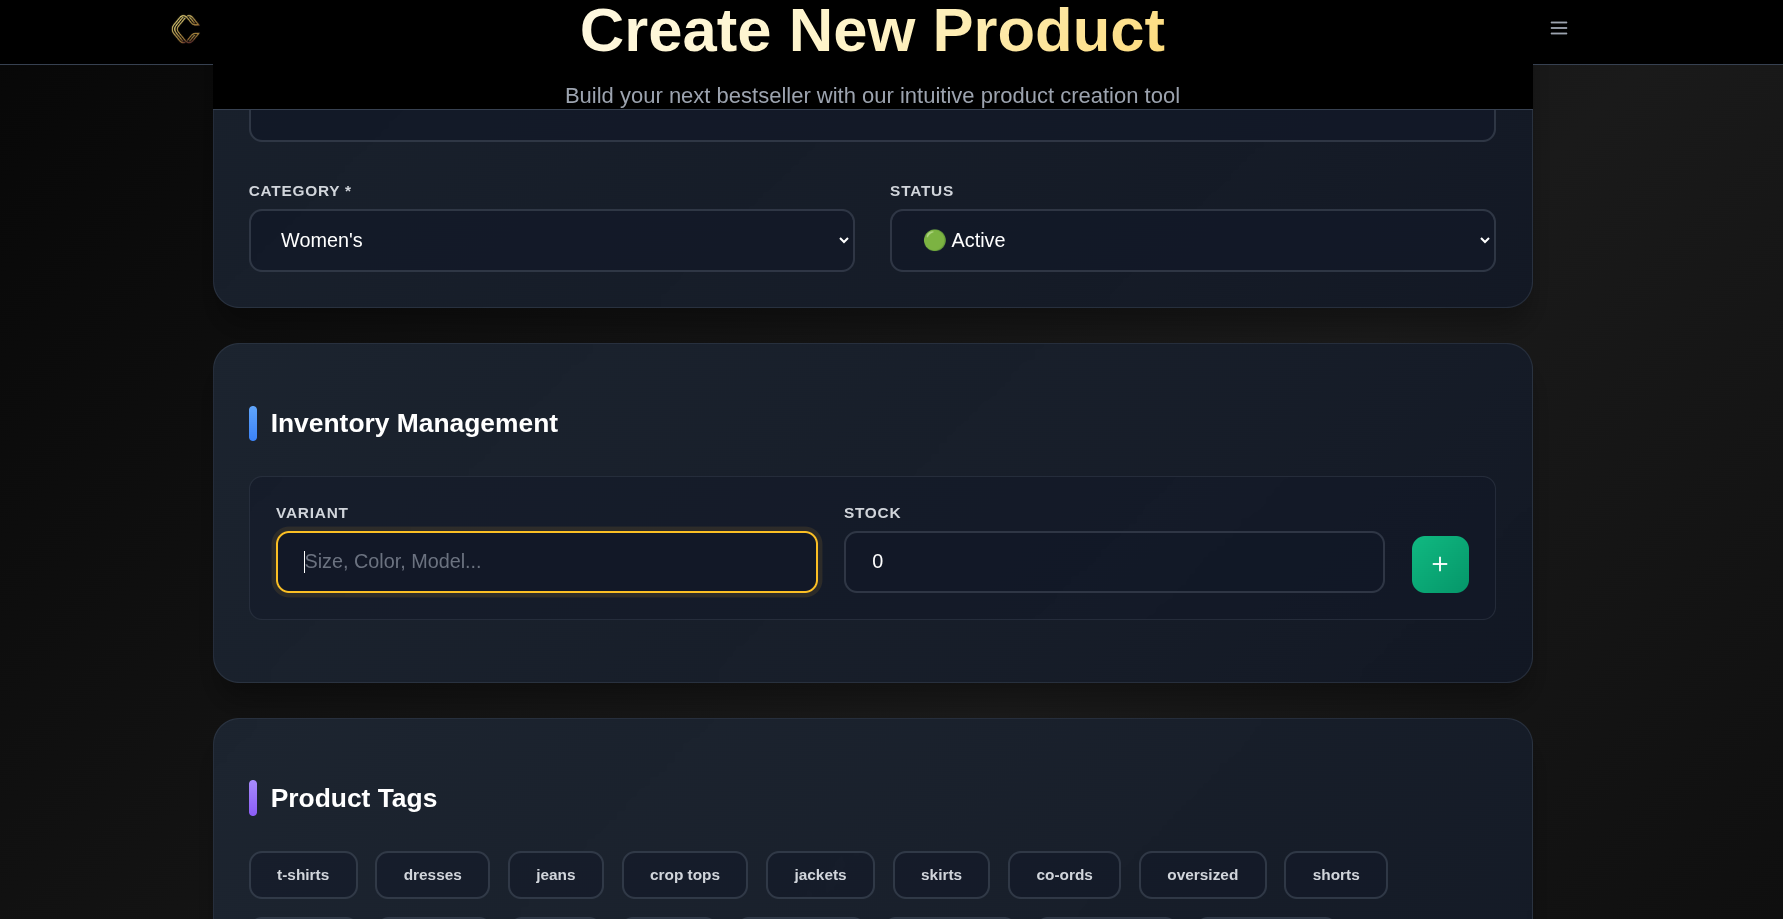 Create New Product
Build your next bestseller with our intuitive product creation tool
CATEGORY *
STATUS
Women's
🟢 Active
Inventory Management
VARIANT
STOCK
Size, Color, Model...
0
+
Product Tags
t-shirts
dresses
jeans
crop tops
jackets
skirts
co-ords
oversized
shorts